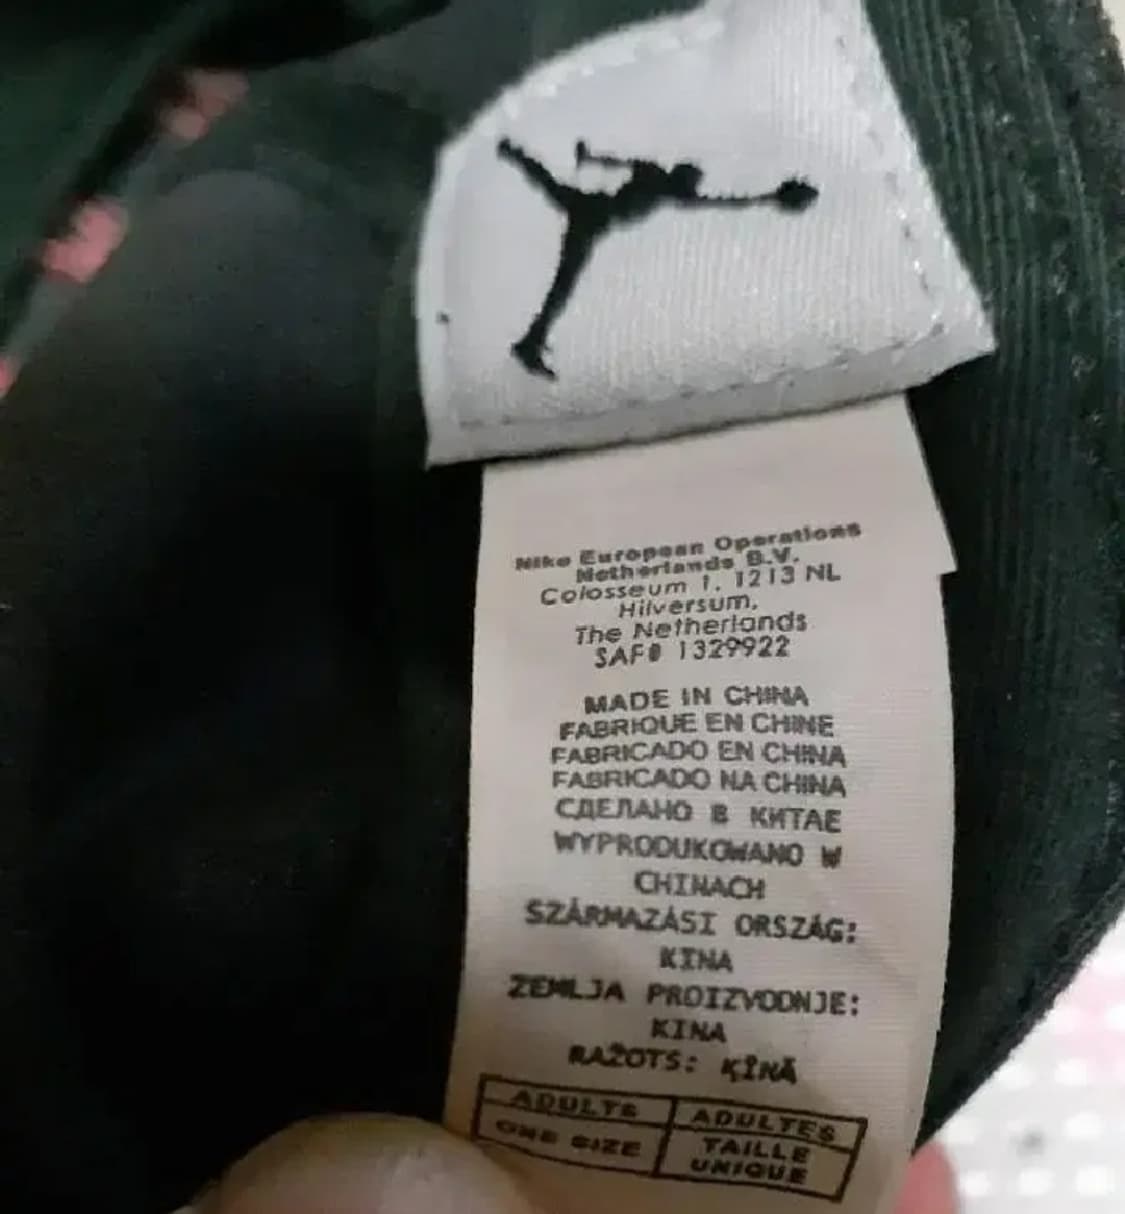 Nike European Operations
Netherlands B.V.
Colosseum 1, 1213 NL
Hilversum,
The Netherlands
SAF# 1329922
MADE IN CHINA
FABRIQUE EN CHINE
FABRICADO EN CHINA
FABRICADO NA CHINA
СДЕЛАНО В КИТАЕ
WYPRODUKOWANO W
CHINACH
SZÁRMAZÁSI ORSZÁG:
KINA
ZEMLJA PROIZVODNJE:
KINA
RAŽOTS: ĶĪNĀ
ADULTS ADULTES
ONE SIZE TAILLE
UNIQUE